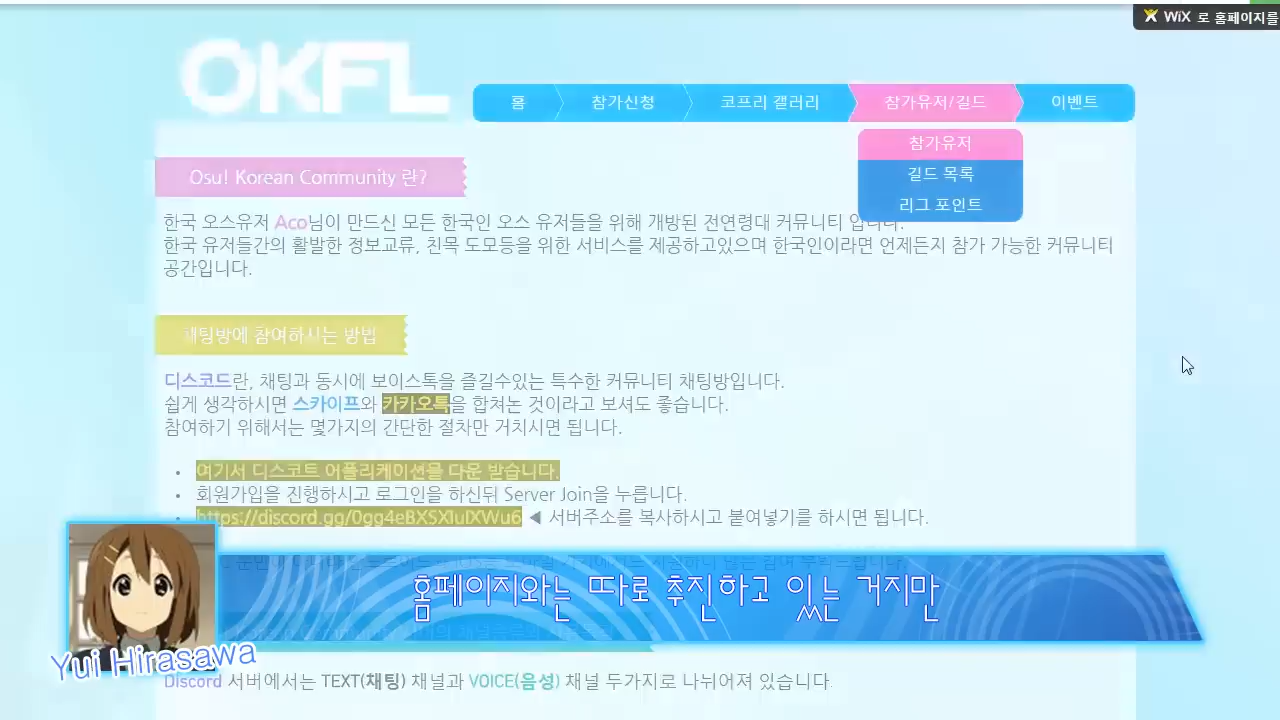 WiX 로 홈페이지를
OKFL
홈
참가신청
코프리 갤러리
참가유저/길드
이벤트
참가유저
길드 목록
리그 포인트
Osu! Korean Community 란?
한국 오스유저 Aco님이 만드신 모든 한국인 오스 유저들을 위해 개방된 전연령대 커뮤니티 입니다.
한국 유저들간의 활발한 정보교류, 친목 도모등을 위한 서비스를 제공하고있으며 한국인이라면 언제든지 참가 가능한 커뮤니티
공간입니다.
채팅방에 참여하시는 방법
디스코드란, 채팅과 동시에 보이스톡을 즐길수있는 특수한 커뮤니티 채팅방입니다.
쉽게 생각하시면 스카이프와 카카오톡을 합쳐논 것이라고 보셔도 좋습니다.
참여하기 위해서는 몇가지의 간단한 절차만 거치시면 됩니다.
여기서 디스코트 어플리케이션을 다운 받습니다.
회원가입을 진행하시고 로그인을 하신뒤 Server Join을 누릅니다.
◀ 서버주소를 복사하시고 붙여넣기를 하시면 됩니다.
홈페이지와는 따로 추진하고 있는 거지만
Yui Hirasawa
Discord 서버에서는 TEXT(채팅) 채널과 VOICE(음성) 채널 두가지로 나뉘어져 있습니다.